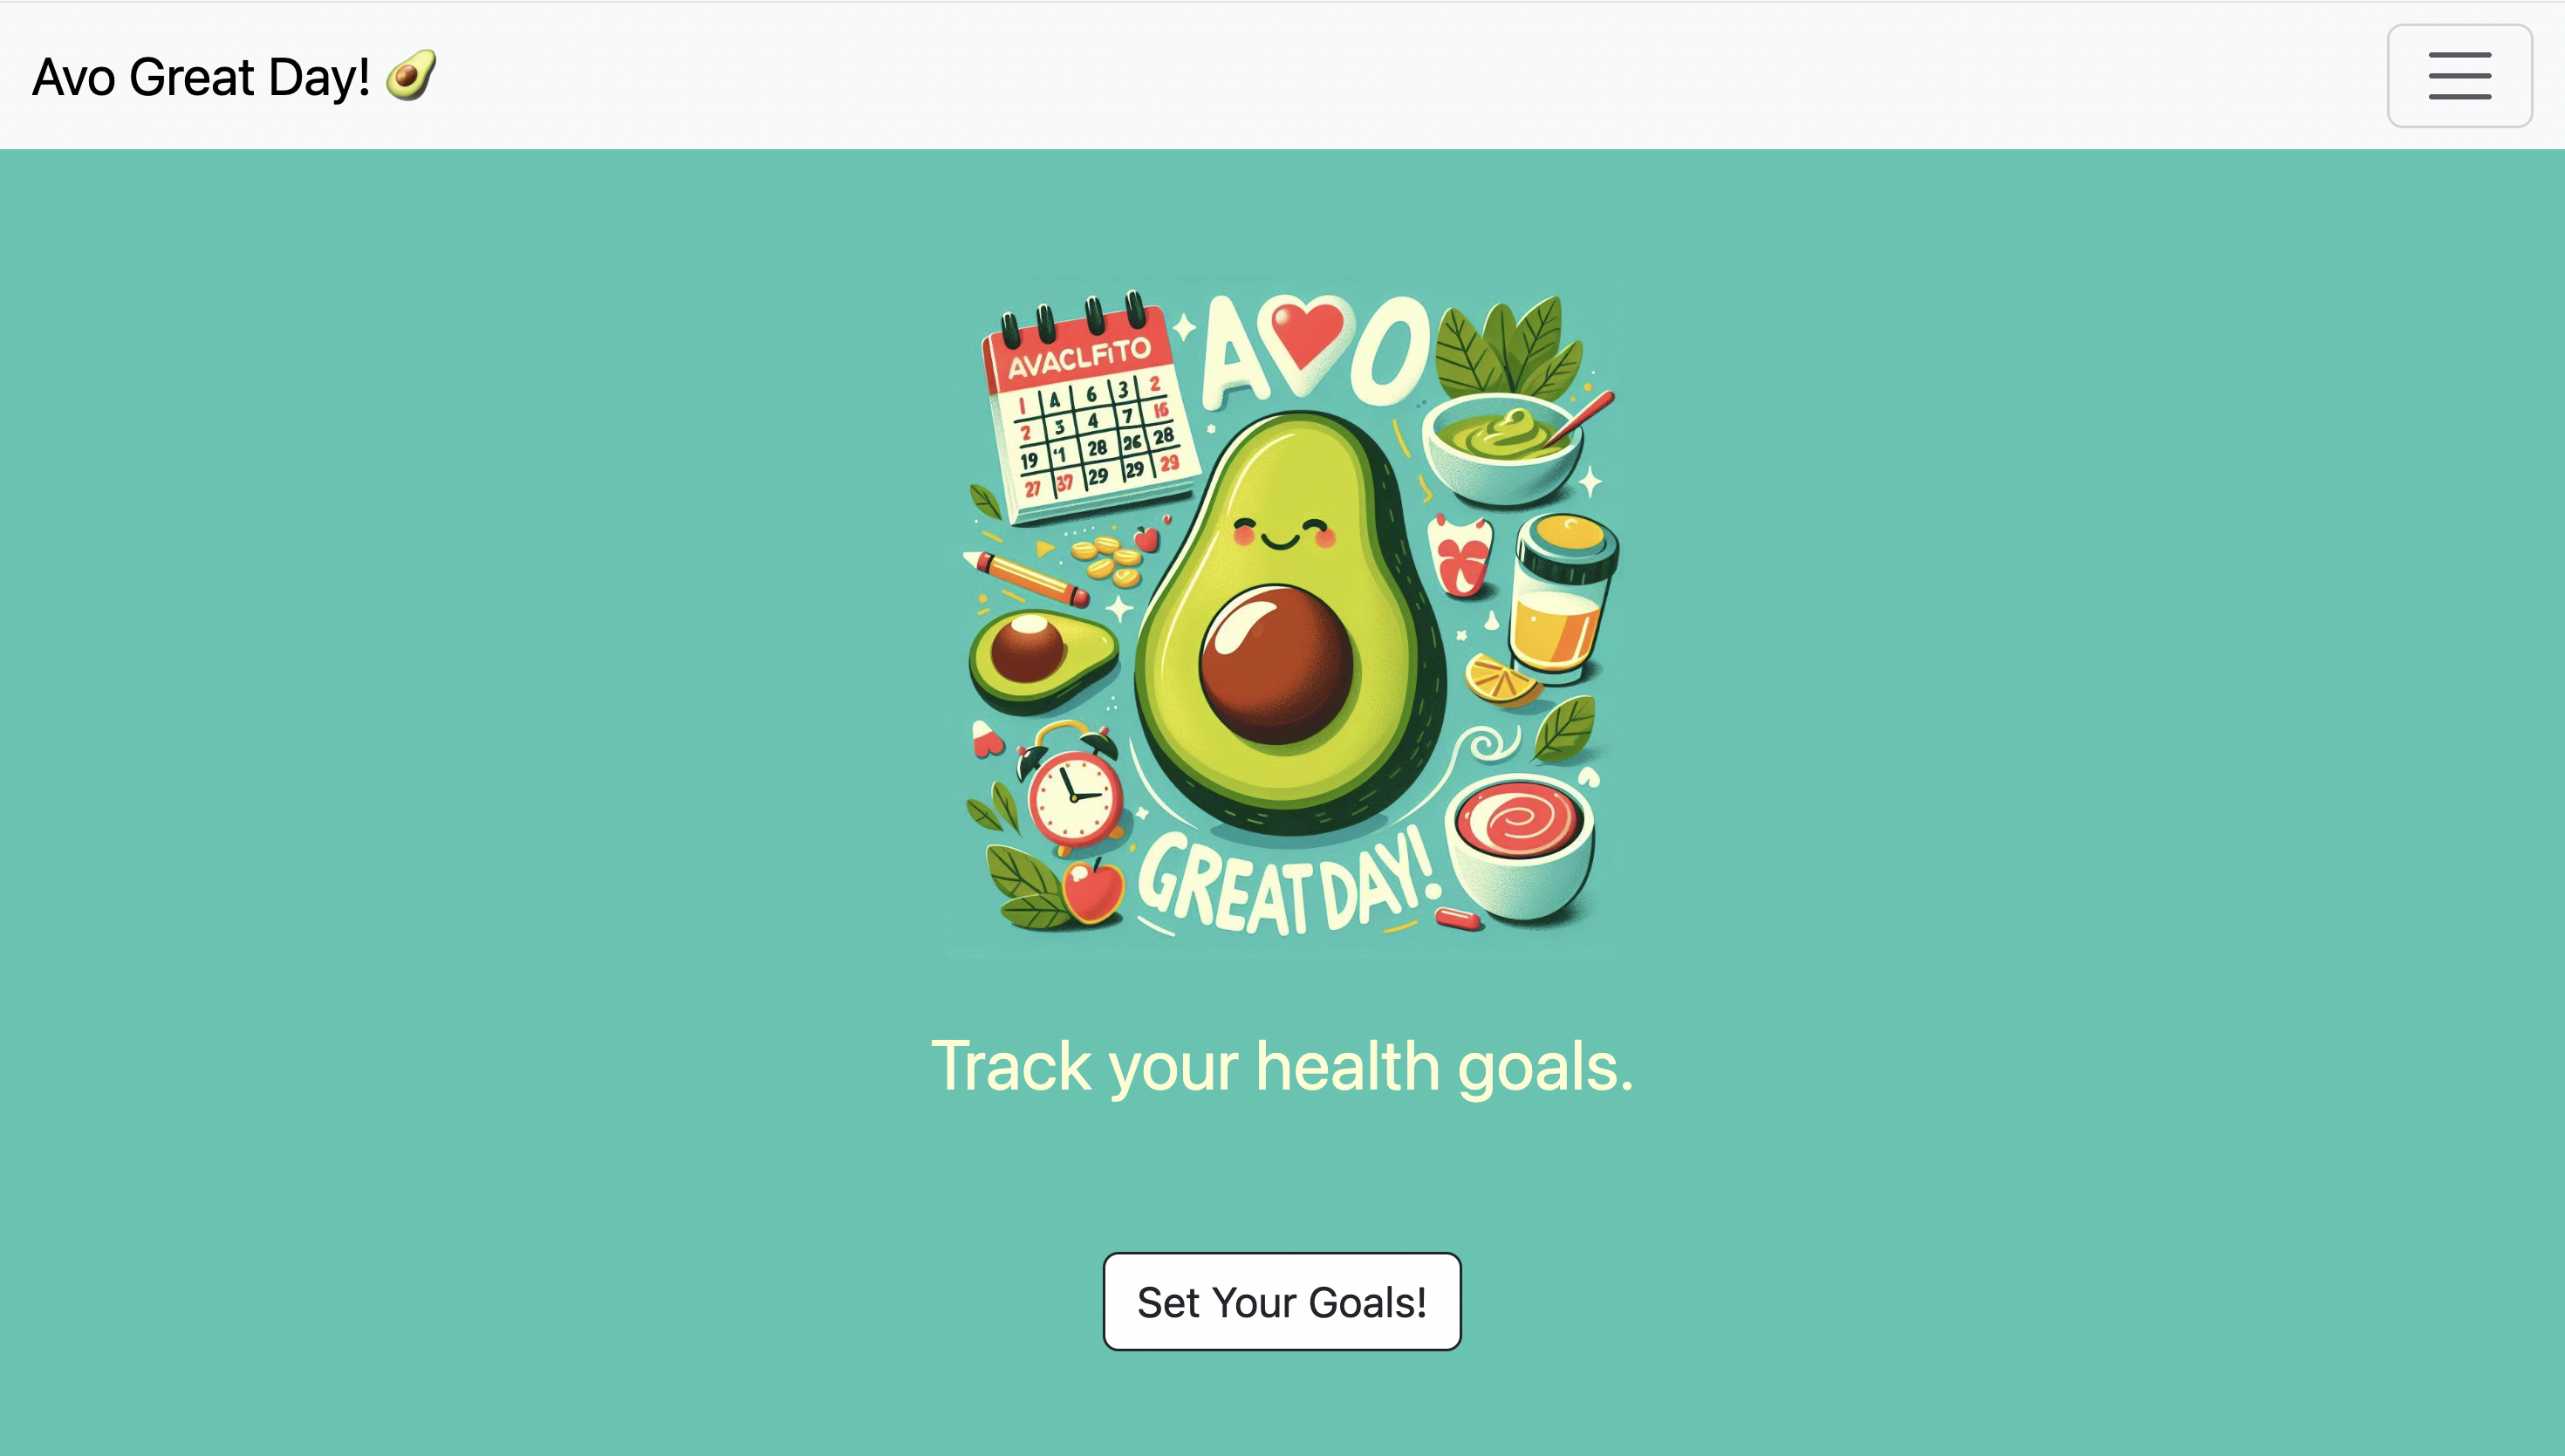 Avo Great Day! 🥑
AVO
AVACLFiTO
1 4 6 3 2
2 3 4 7 16
19 '1 28 26 28
27 37 29 29 29
GREAT DAY!
Track your health goals.
Set Your Goals!